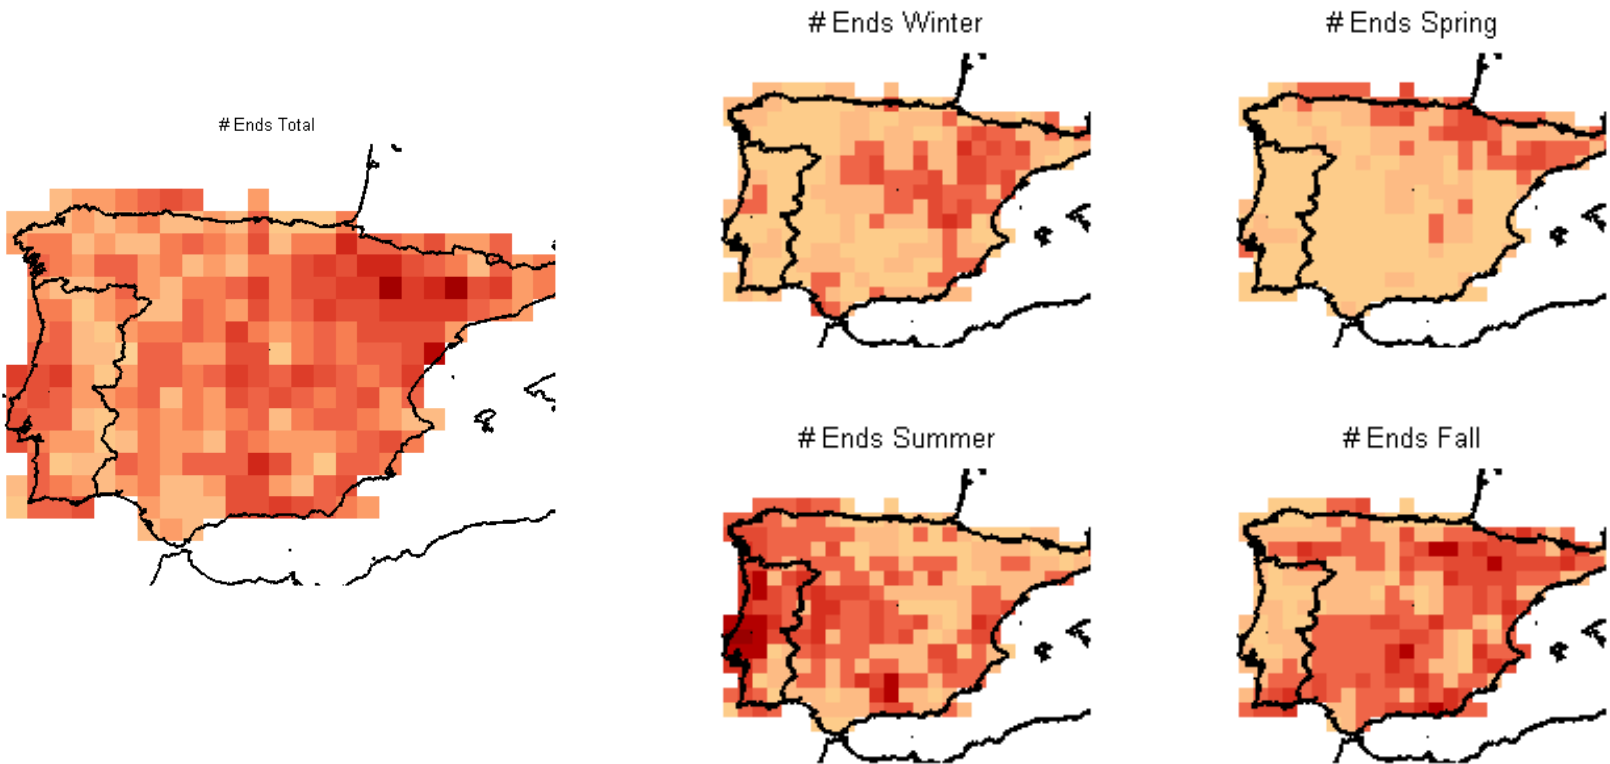 # Ends Total
# Ends Winter
# Ends Spring
# Ends Summer
# Ends Fall